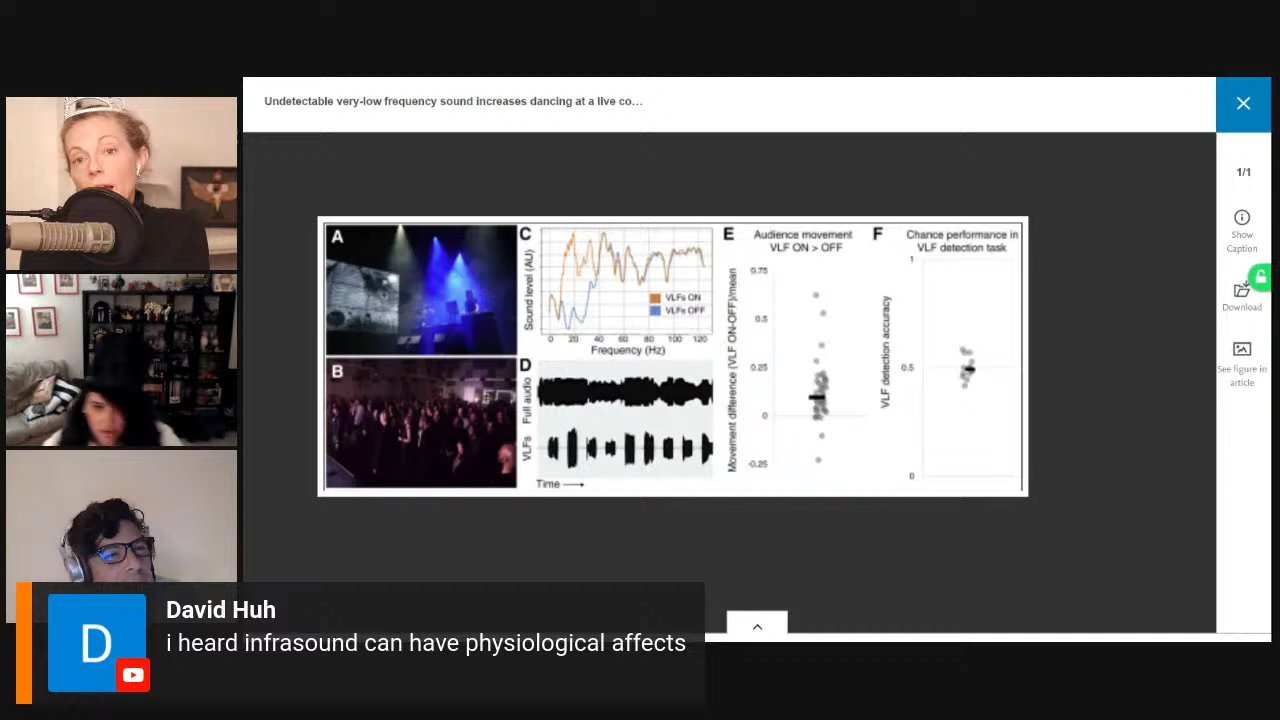 Undetectable very-low frequency sound increases dancing at a live co…
1/1
Show
Caption
Download
See figure in
article
A
B
C
Sound level (AU)
VLFs ON
VLFs OFF
0 20 40 60 80 100 120
Frequency (Hz)
D
Full audio
VLFs
Time
E
Audience movement
VLF ON > OFF
Movement difference (VLF ON-OFF)/mean
0.75
0.5
0.25
0
-0.25
F
Chance performance in
VLF detection task
VLF detection accuracy
1
0.5
0
D
David Huh
i heard infrasound can have physiological affects